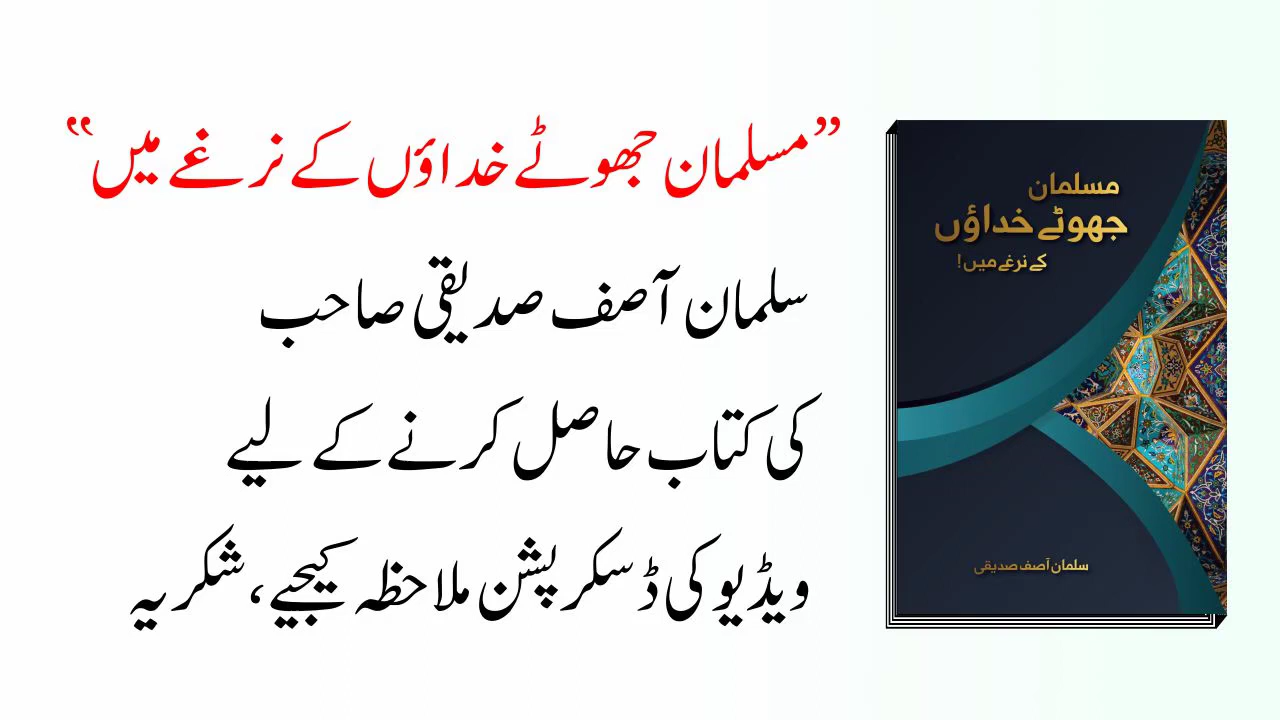 ”مسلمان جھوٹے خداؤں کے نرغے میں“
سلمان آصف صدیقی صاحب
کی کتاب حاصل کرنے کے لیے
ویڈیو کی ڈسکرپشن ملاحظہ کیجیے، شکریہ
مسلمان
جھوٹے خداؤں
کے نرغے میں!
سلمان آصف صدیقی